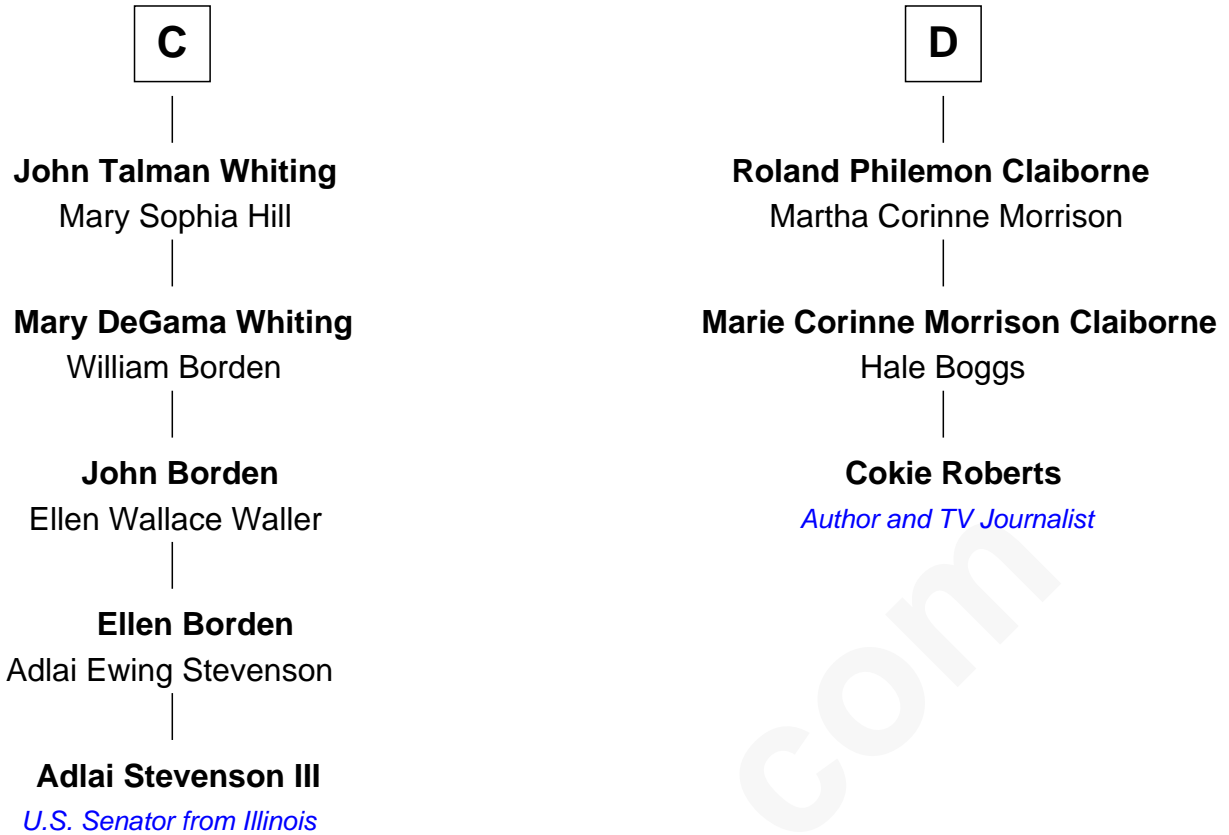 C
John Talman Whiting
Mary Sophia Hill
Mary DeGama Whiting
William Borden
John Borden
Ellen Wallace Waller
Ellen Borden
Adlai Ewing Stevenson
Adlai Stevenson III
U.S. Senator from Illinois
D
Roland Philemon Claiborne
Martha Corinne Morrison
Marie Corinne Morrison Claiborne
Hale Boggs
Cokie Roberts
Author and TV Journalist
com